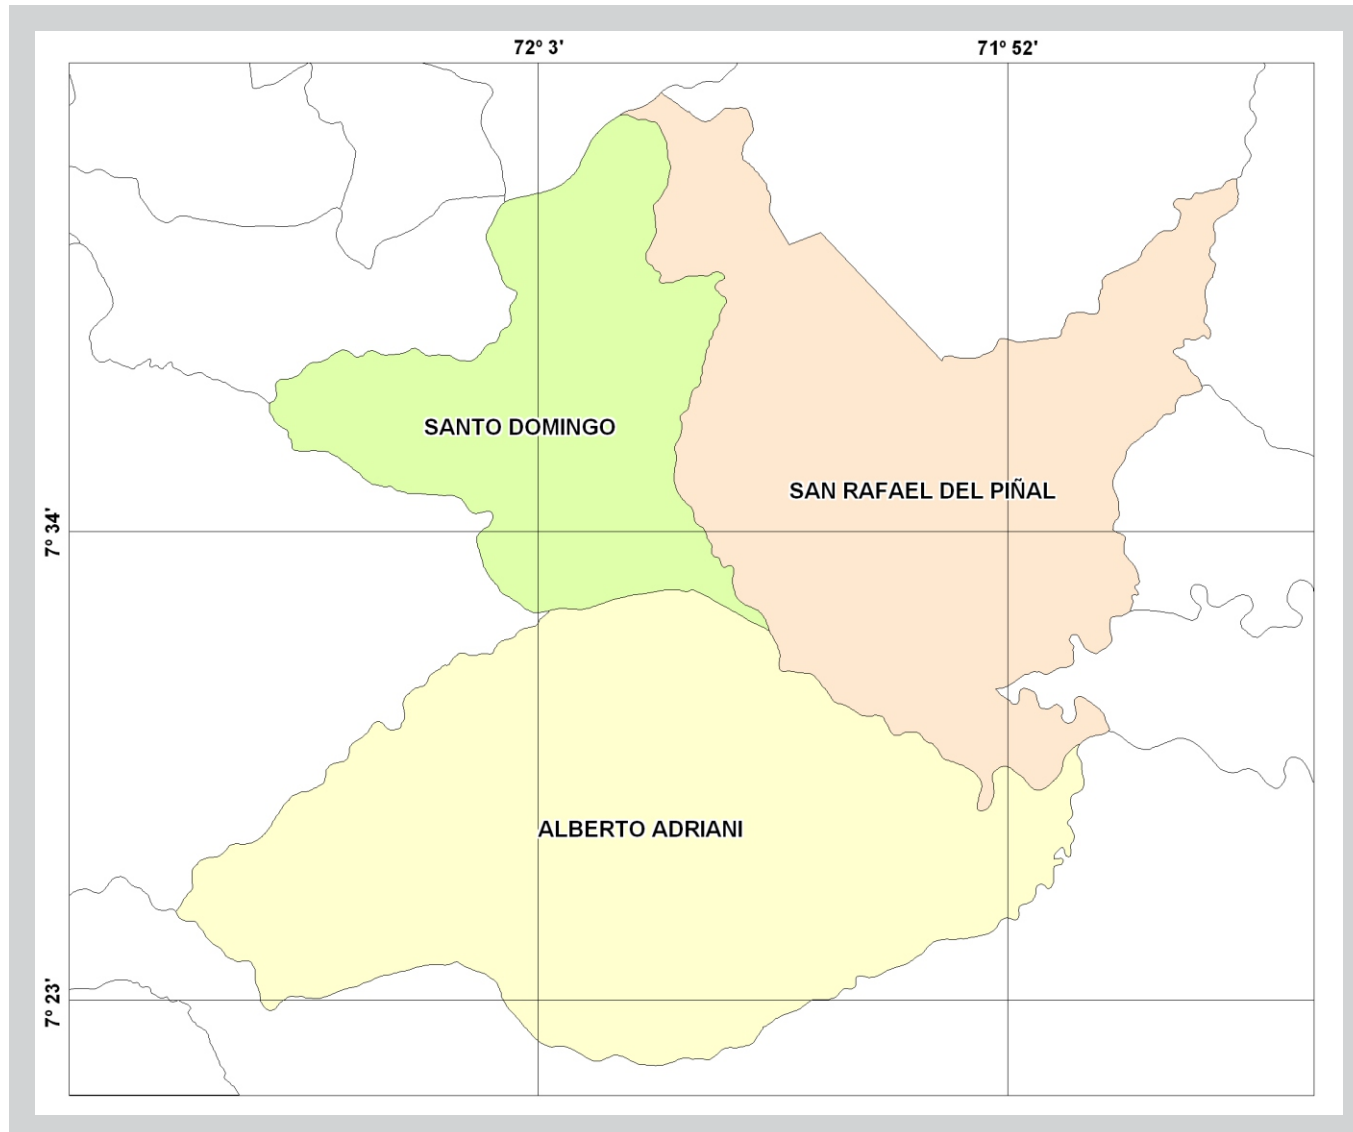 72º 3'
71º 52'
SANTO DOMINGO
SAN RAFAEL DEL PIÑAL
7º 34'
ALBERTO ADRIANI
7º 23'